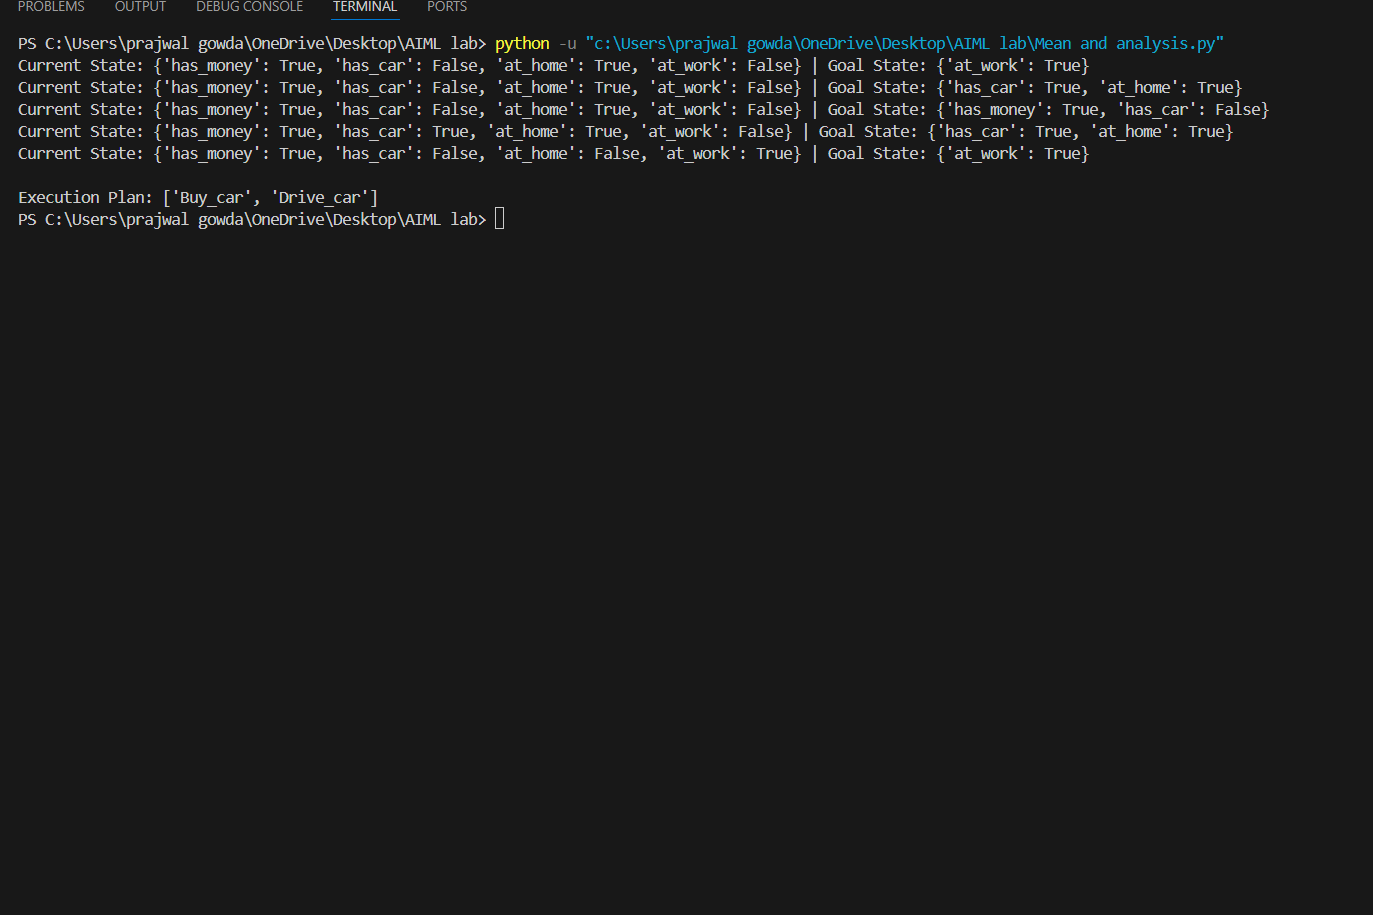 PROBLEMS OUTPUT DEBUG CONSOLE TERMINAL PORTS
PS C:\Users\prajwal gowda\OneDrive\Desktop\AIML lab> python -u "c:\Users\prajwal gowda\OneDrive\Desktop\AIML lab\Mean and analysis.py"
Current State: {'has_money': True, 'has_car': False, 'at_home': True, 'at_work': False} | Goal State: {'at_work': True}
Current State: {'has_money': True, 'has_car': False, 'at_home': True, 'at_work': False} | Goal State: {'has_car': True, 'at_home': True}
Current State: {'has_money': True, 'has_car': False, 'at_home': True, 'at_work': False} | Goal State: {'has_money': True, 'has_car': False}
Current State: {'has_money': True, 'has_car': True, 'at_home': True, 'at_work': False} | Goal State: {'has_car': True, 'at_home': True}
Current State: {'has_money': True, 'has_car': False, 'at_home': False, 'at_work': True} | Goal State: {'at_work': True}
Execution Plan: ['Buy_car', 'Drive_car']
PS C:\Users\prajwal gowda\OneDrive\Desktop\AIML lab>